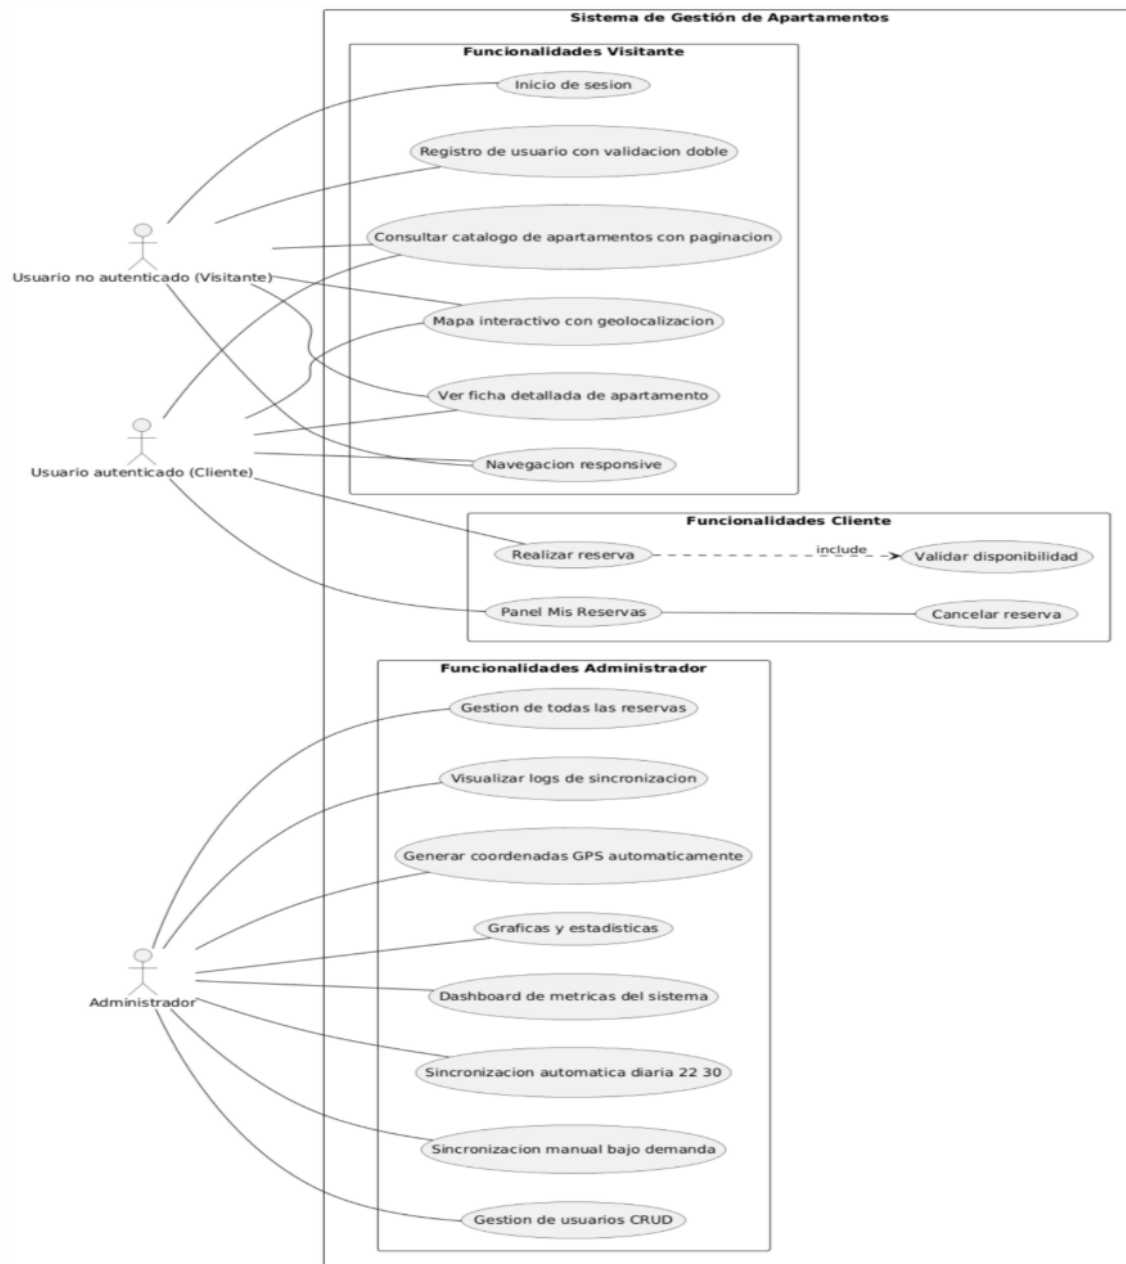 Sistema de Gestión de Apartamentos
Funcionalidades Visitante
Inicio de sesion
Registro de usuario con validacion doble
Consultar catalogo de apartamentos con paginacion
Usuario no autenticado (Visitante)
Mapa interactivo con geolocalizacion
Ver ficha detallada de apartamento
Usuario autenticado (Cliente)
Navegacion responsive
Funcionalidades Cliente
Realizar reserva
include
Validar disponibilidad
Panel Mis Reservas
Cancelar reserva
Funcionalidades Administrador
Gestion de todas las reservas
Visualizar logs de sincronizacion
Generar coordenadas GPS automaticamente
Graficas y estadisticas
Dashboard de metricas del sistema
Administrador
Sincronizacion automatica diaria 22 30
Sincronizacion manual bajo demanda
Gestion de usuarios CRUD